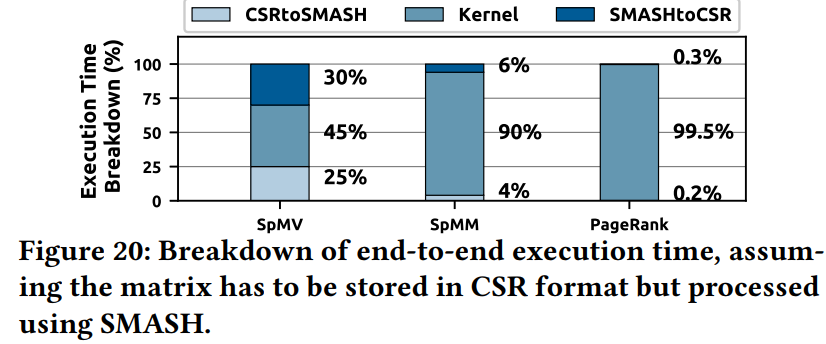 CSRtoSMASH Kernel SMASHtoCSR
Execution Time
Breakdown (%)
100
75
50
25
0
30%
45%
25%
6%
90%
4%
0.3%
99.5%
0.2%
SpMV SpMM PageRank
Figure 20: Breakdown of end-to-end execution time, assum-
ing the matrix has to be stored in CSR format but processed
using SMASH.